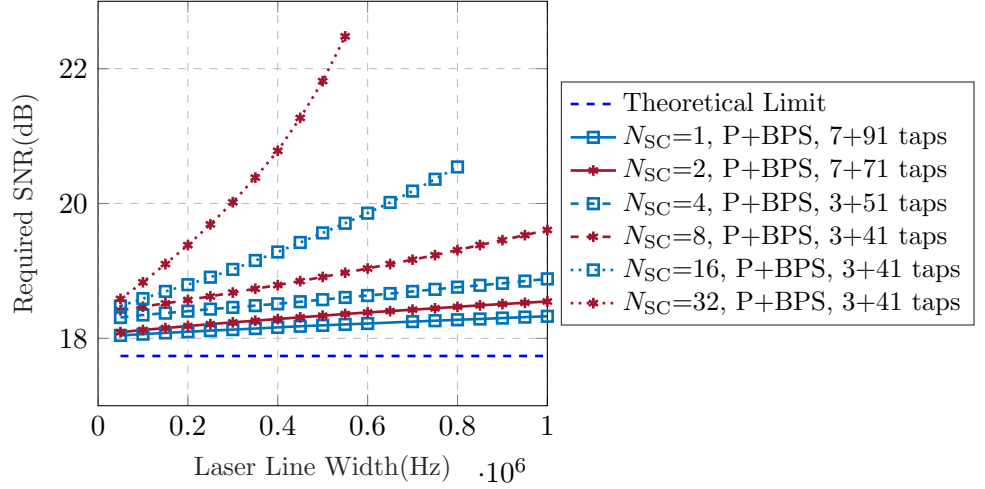 22
20
18
Required SNR(dB)
0
0.2
0.4
0.6
0.8
1
Laser Line Width(Hz)
·10⁶
Theoretical Limit
N_SC=1, P+BPS, 7+91 taps
N_SC=2, P+BPS, 7+71 taps
N_SC=4, P+BPS, 3+51 taps
N_SC=8, P+BPS, 3+41 taps
N_SC=16, P+BPS, 3+41 taps
N_SC=32, P+BPS, 3+41 taps